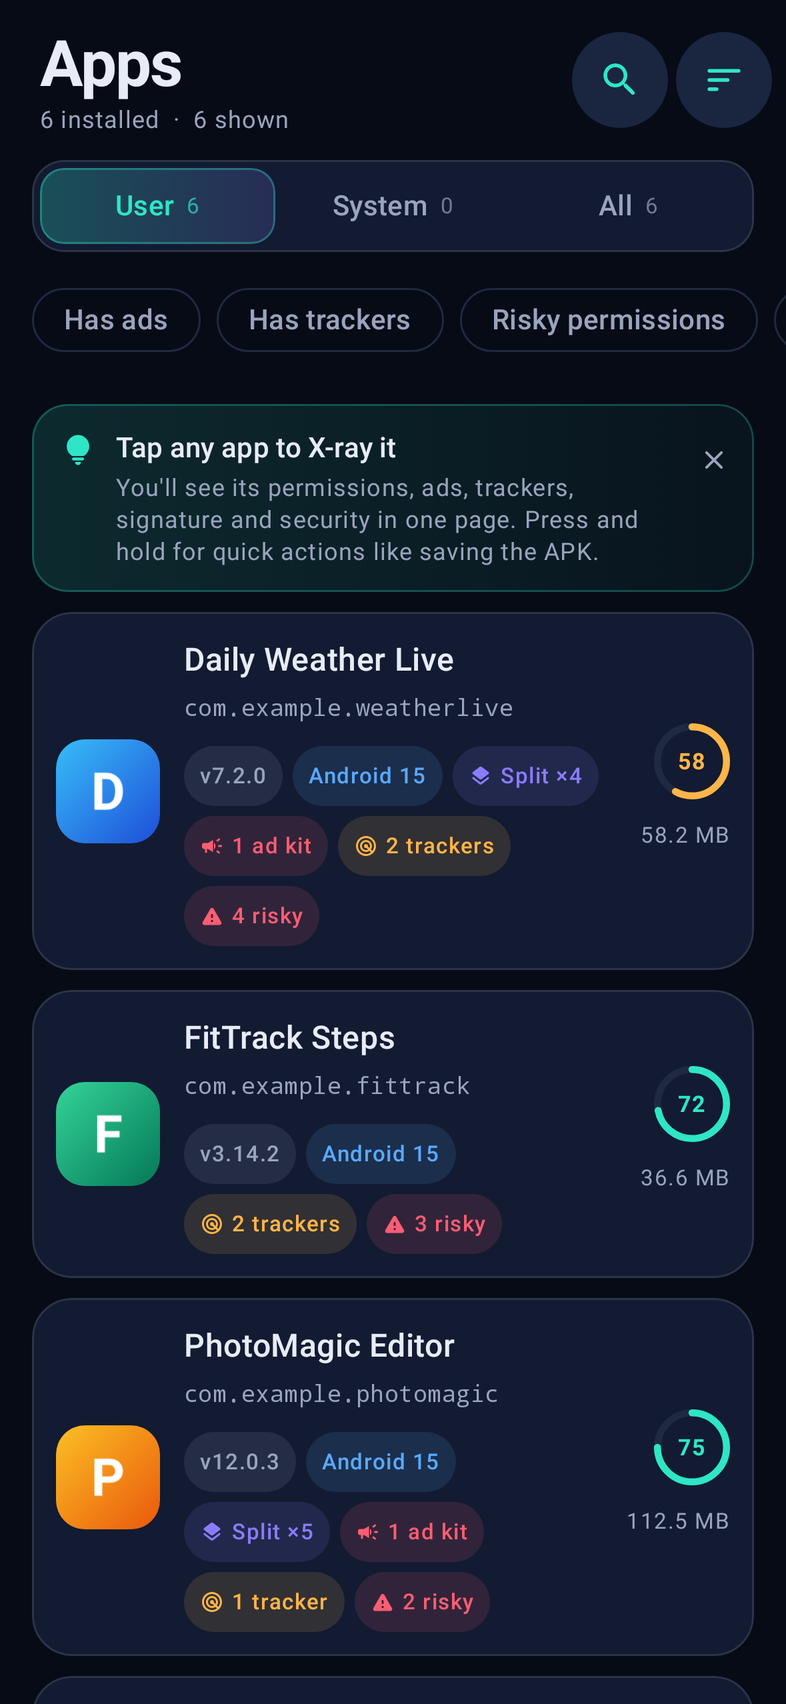 Apps
6 installed · 6 shown
User 6
System 0
All 6
Has ads
Has trackers
Risky permissions
Tap any app to X-ray it
You'll see its permissions, ads, trackers,
signature and security in one page. Press and
hold for quick actions like saving the APK.
Daily Weather Live
com.example.weatherlive
v7.2.0 Android 15 Split ×4
1 ad kit 2 trackers
4 risky
D
58
58.2 MB
FitTrack Steps
com.example.fittrack
v3.14.2 Android 15
2 trackers 3 risky
F
72
36.6 MB
PhotoMagic Editor
com.example.photomagic
v12.0.3 Android 15
Split ×5 1 ad kit
1 tracker 2 risky
P
75
112.5 MB